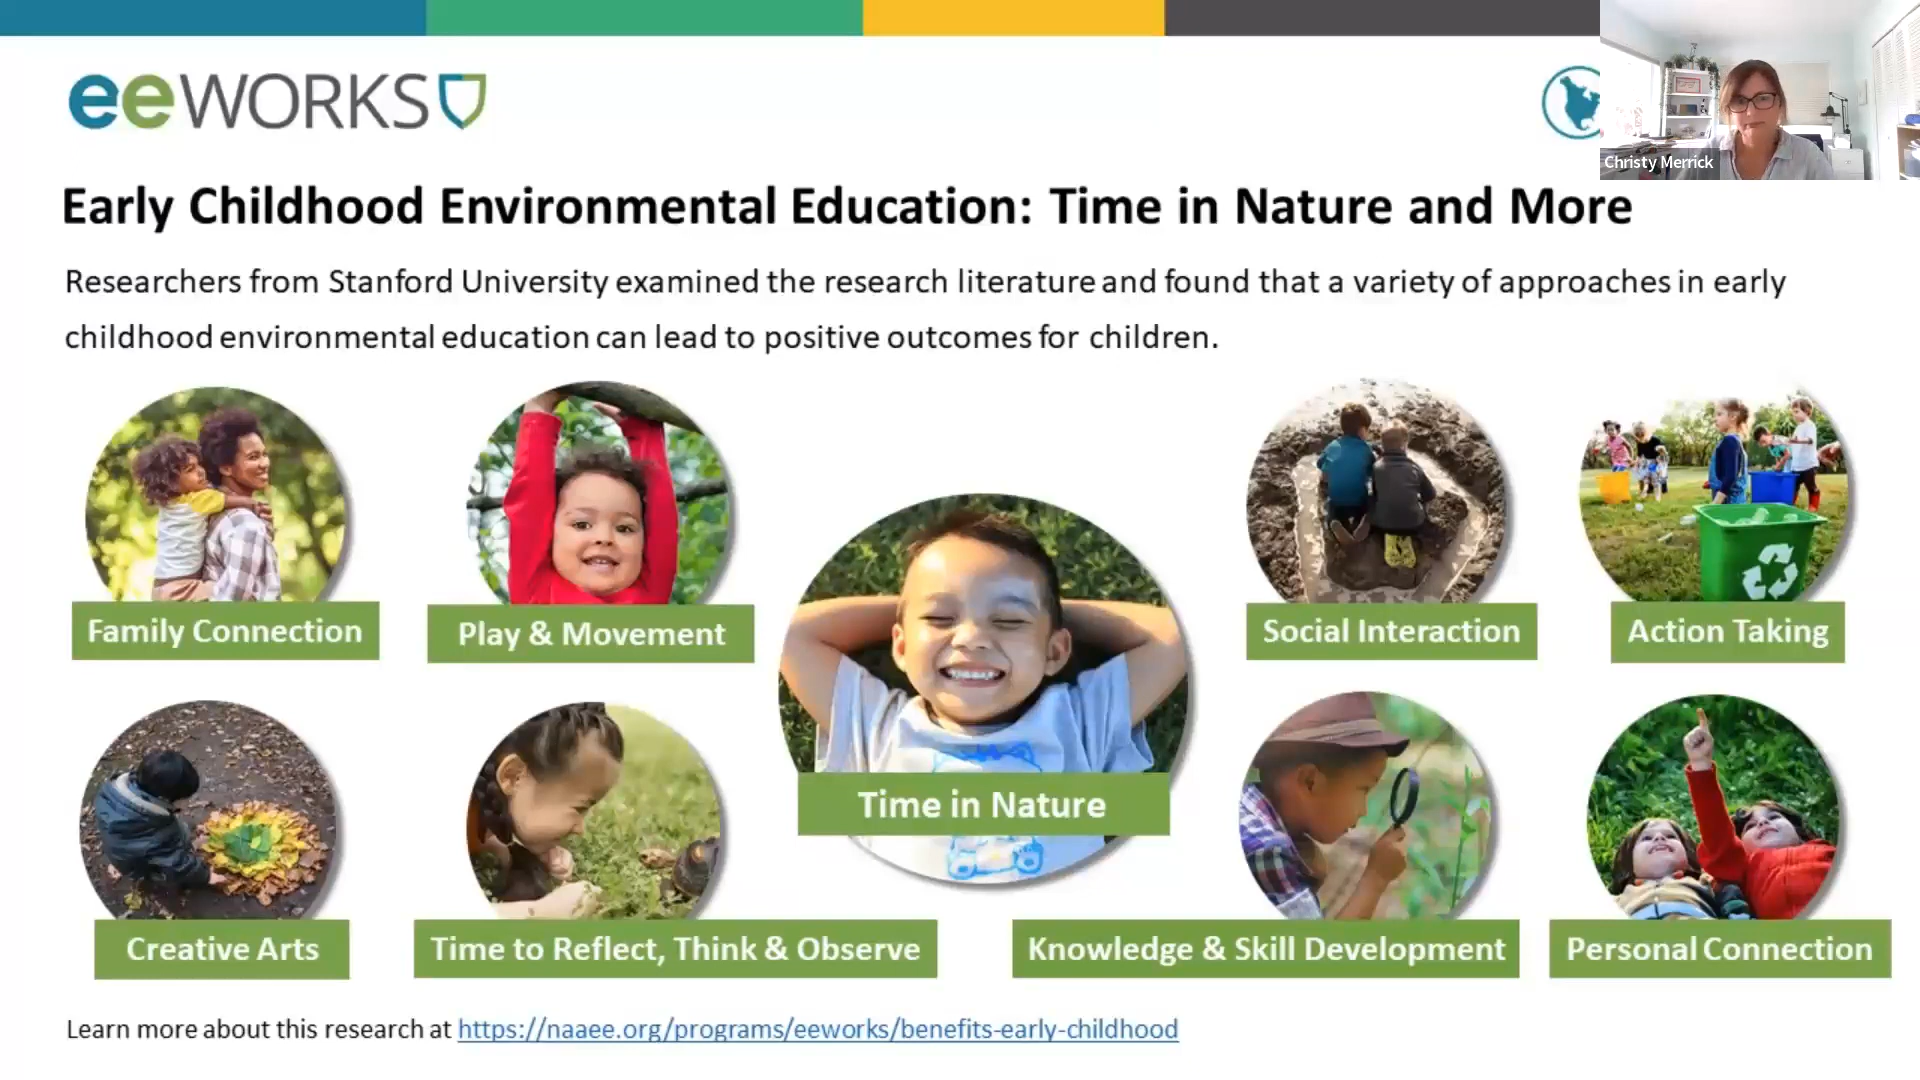 eeWORKS
Christy Merrick
Early Childhood Environmental Education: Time in Nature and More
Researchers from Stanford University examined the research literature and found that a variety of approaches in early
childhood environmental education can lead to positive outcomes for children.
Family Connection
Play & Movement
Social Interaction
Action Taking
Time in Nature
Creative Arts
Time to Reflect, Think & Observe
Knowledge & Skill Development
Personal Connection
Learn more about this research at https://naaee.org/programs/eeworks/benefits-early-childhood